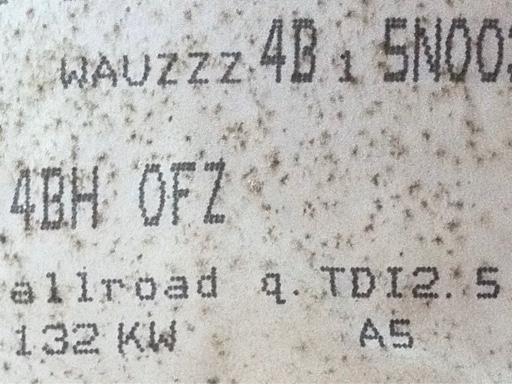 WAUZZZ 4B 1 5N00
4BH 0FZ
allroad q. TDI2.5
132 KW A5